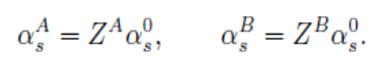 α_s^A = Z^A α_s^0,    α_s^B = Z^B α_s^0.